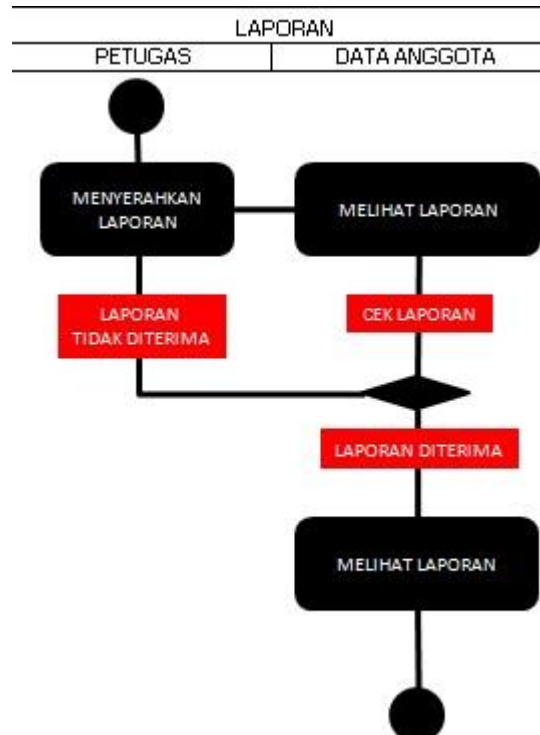 LAPORAN
PETUGAS
DATA ANGGOTA
MENYERAHKAN
LAPORAN
MELIHAT LAPORAN
LAPORAN
TIDAK DITERIMA
CEK LAPORAN
LAPORAN DITERIMA
MELIHAT LAPORAN